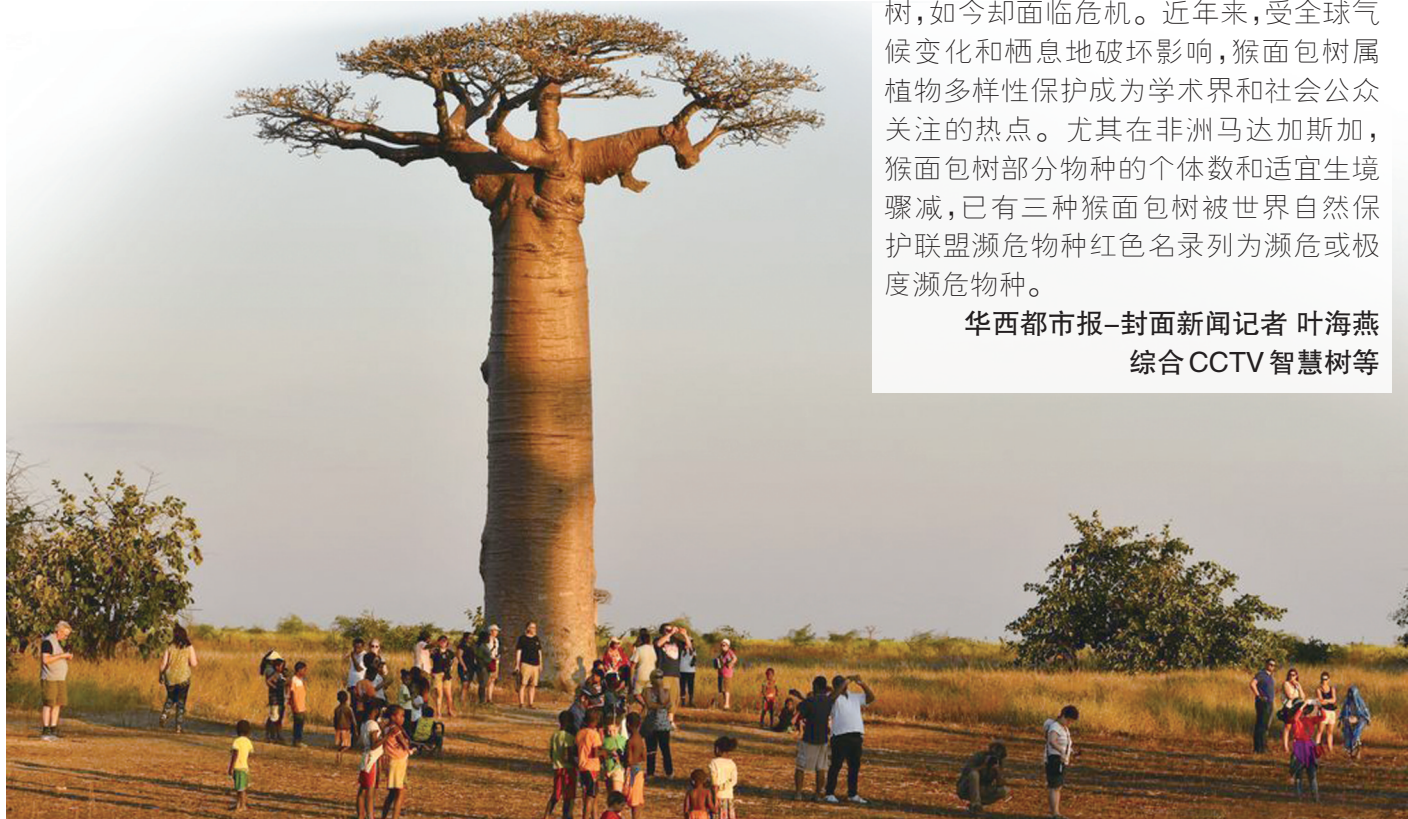 树,如今却面临危机。近年来,受全球气
候变化和栖息地破坏影响,猴面包树属
植物多样性保护成为学术界和社会公众
关注的热点。尤其在非洲马达加斯加,
猴面包树部分物种的个体数和适宜生境
骤减,已有三种猴面包树被世界自然保
护联盟濒危物种红色名录列为濒危或极
度濒危物种。
华西都市报–封面新闻记者 叶海燕
综合CCTV智慧树等